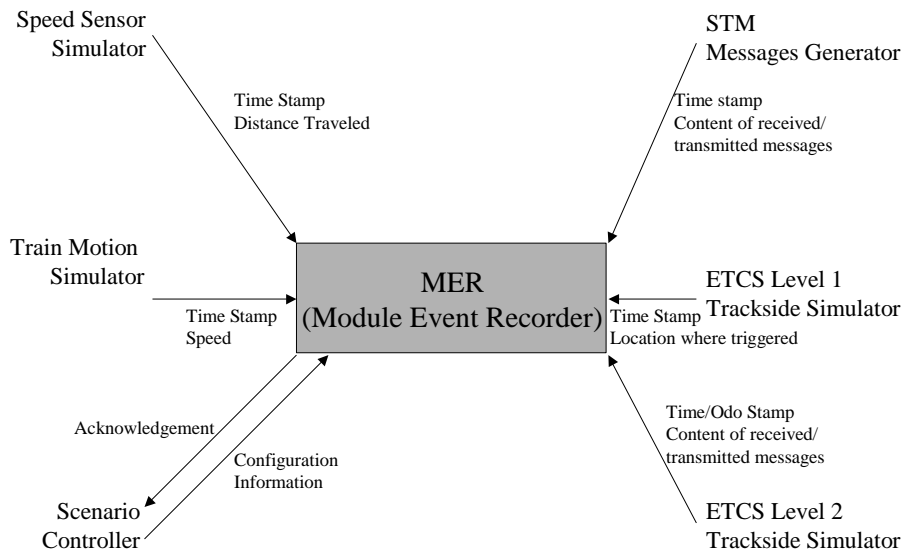 Speed Sensor
Simulator
STM
Messages Generator
Time Stamp
Distance Traveled
Time stamp
Content of received/
transmitted messages
Train Motion
Simulator
MER
(Module Event Recorder)
ETCS Level 1
Trackside Simulator
Time Stamp
Speed
Time Stamp
Location where triggered
Acknowledgement
Configuration
Information
Time/Odo Stamp
Content of received/
transmitted messages
Scenario
Controller
ETCS Level 2
Trackside Simulator